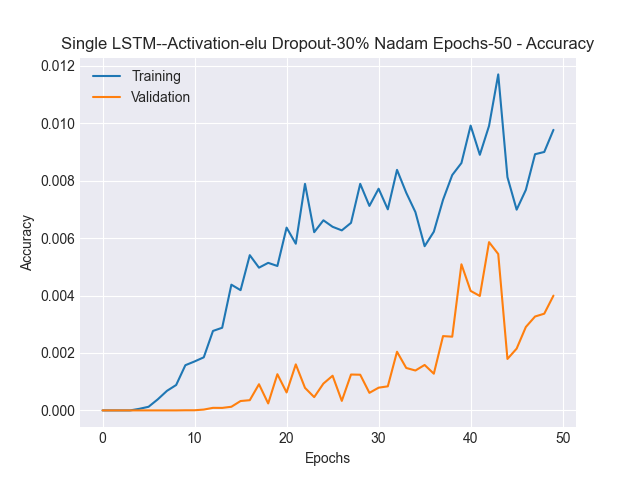 Single LSTM--Activation-elu Dropout-30% Nadam Epochs-50 - Accuracy
Training
Validation
0.012
0.010
0.008
0.006
0.004
0.002
0.000
Accuracy
0
10
20
30
40
50
Epochs